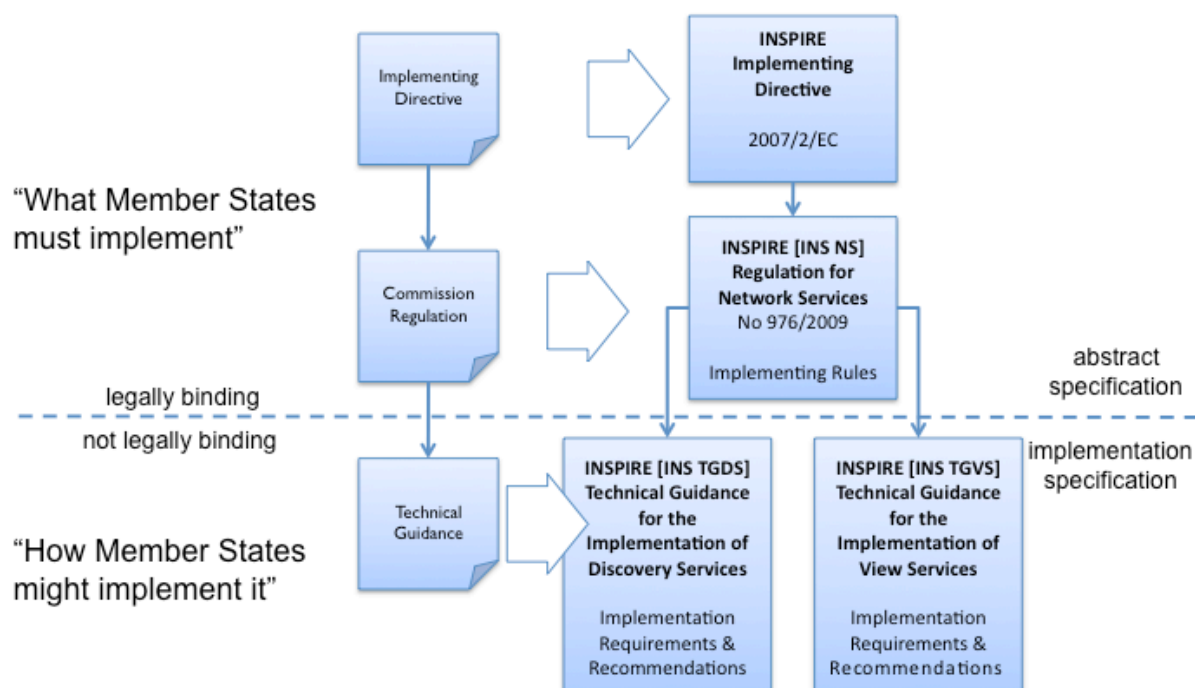 INSPIRE
Implementing
Directive
2007/2/EC
Implementing
Directive
“What Member States
must implement”
INSPIRE [INS NS]
Regulation for
Network Services
No 976/2009
Implementing Rules
Commission
Regulation
abstract
specification
legally binding
not legally binding
implementation
specification
Technical
Guidance
“How Member States
might implement it”
INSPIRE [INS TGDS]
Technical Guidance
for the
Implementation of
Discovery Services
Implementation
Requirements &
Recommendations
INSPIRE [INS TGVS]
Technical Guidance
for the
Implementation of
View Services
Implementation
Requirements &
Recommendations